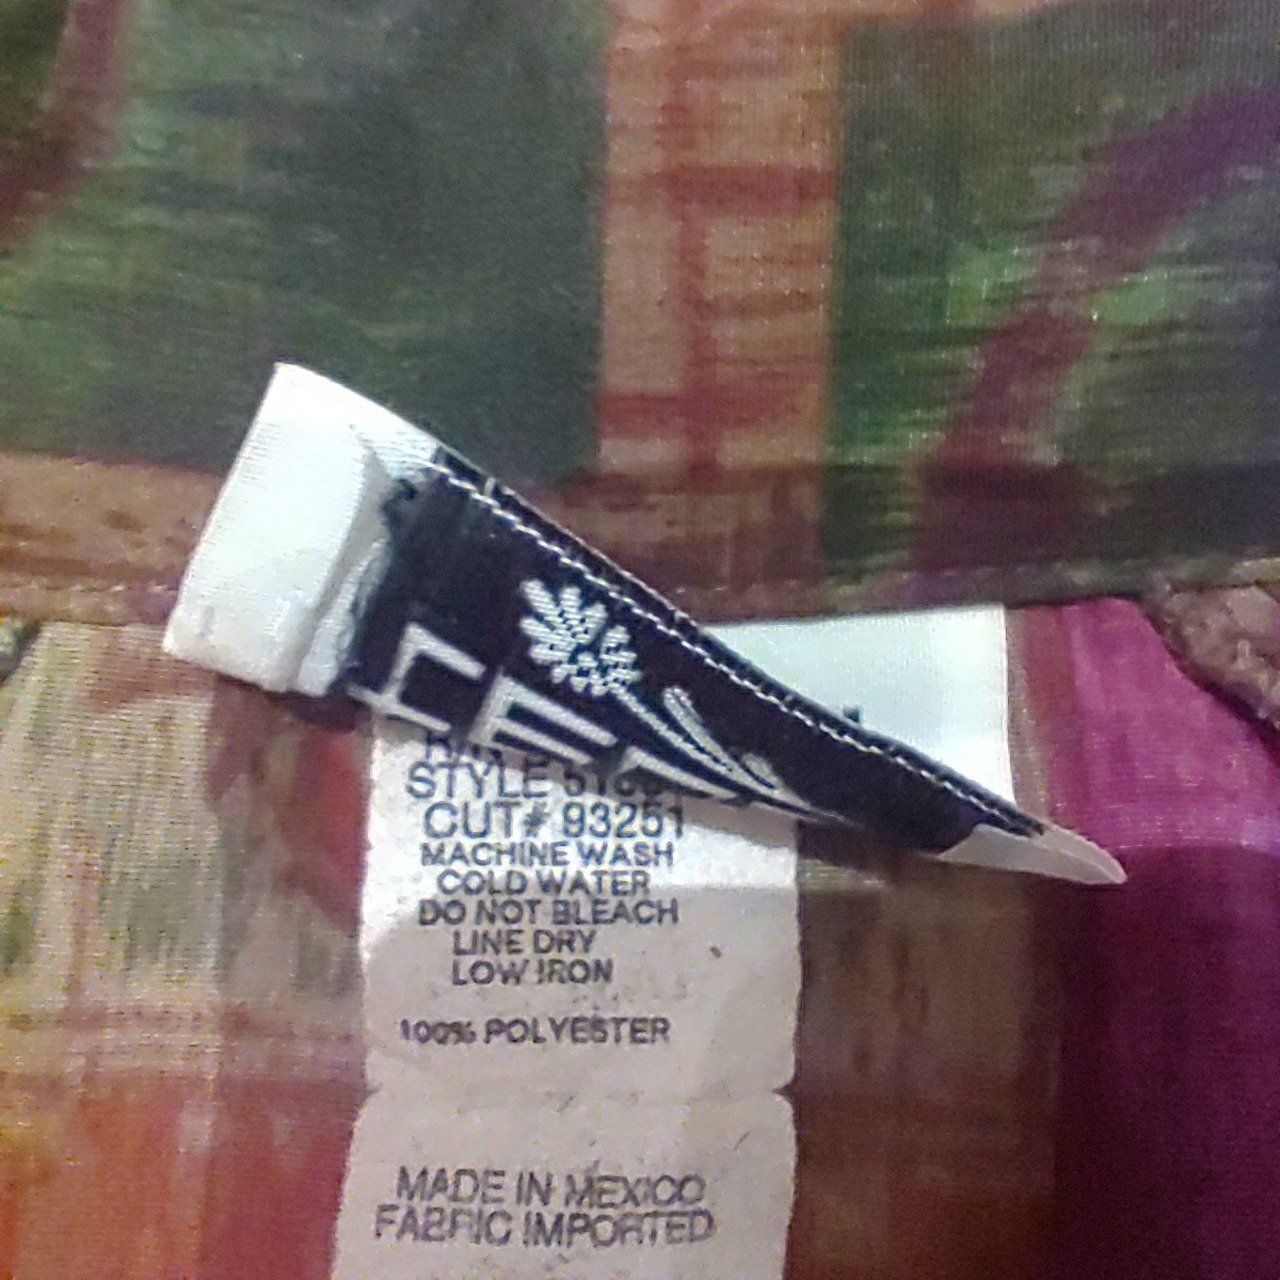 STYLE
CUT# 93251
MACHINE WASH
COLD WATER
DO NOT BLEACH
LINE DRY
LOW IRON
100% POLYESTER
MADE IN MEXICO
FABRIC IMPORTED